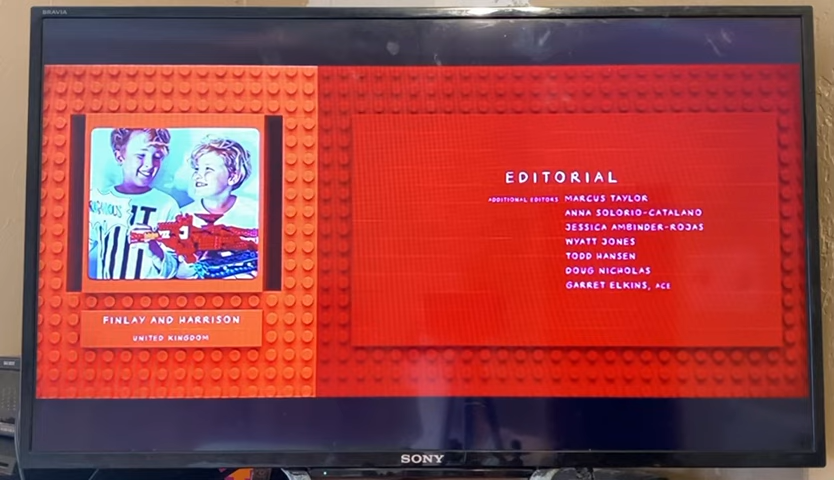 BRAVIA
FINLAY AND HARRISON
UNITED KINGDOM
EDITORIAL
ADDITIONAL EDITORS MARCUS TAYLOR
ANNA SOLORIO-CATALANO
JESSICA AMBINDER-ROJAS
WYATT JONES
TODD HANSEN
DOUG NICHOLAS
GARRET ELKINS, ACE
SONY